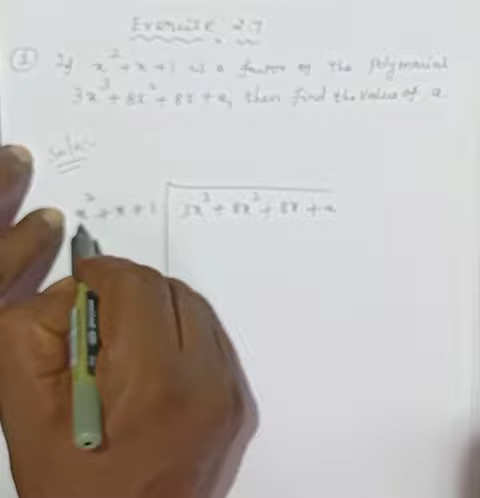 Exercise 2.7
① If x²+x+1 is a factor of the polynomial
3x³+8x²+8x+a, then find the value of a
Soln:
x²+x+1 3x³+8x²+8x+a